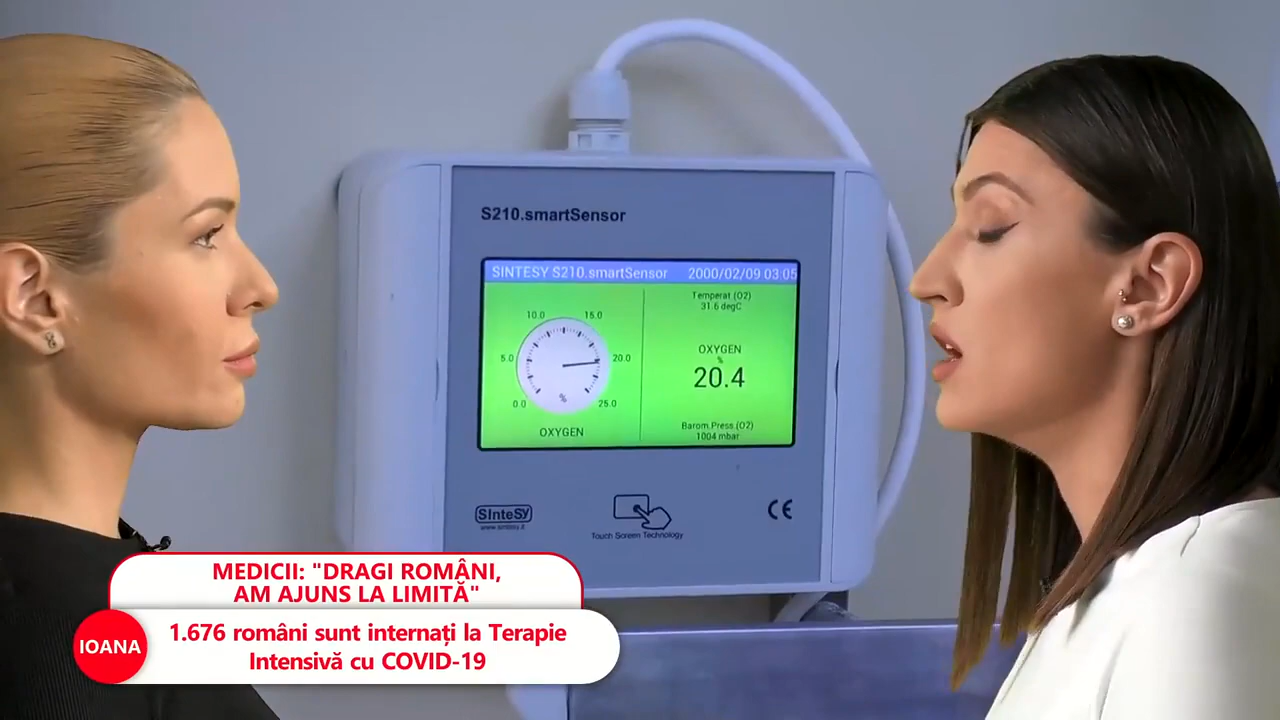 S210.smartSensor
SINTESY S210.smartSensor 2000/02/09 03:05
Temperat.(O2)
31.6 degC
10.0 15.0
5.0 20.0
0.0 25.0
%
OXYGEN
OXYGEN
%
20.4
Barom.Press.(O2)
1004 mbar
SInteSy
www.sintesy.it
Touch Screen Technology
CE
MEDICII: "DRAGI ROMÂNI,
AM AJUNS LA LIMITĂ"
IOANA
1.676 români sunt internați la Terapie
Intensivă cu COVID-19